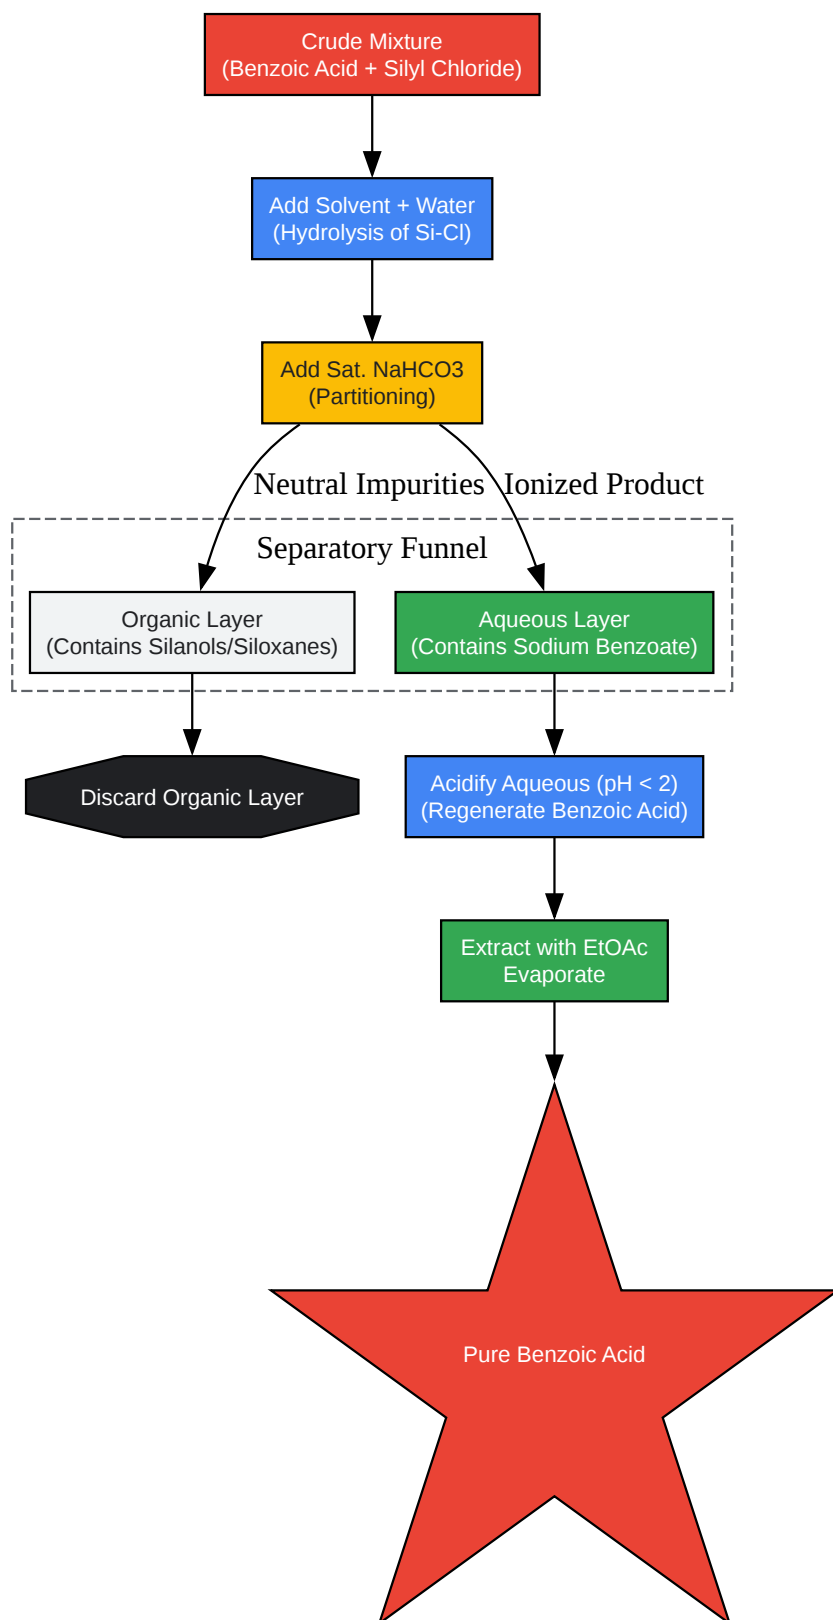 Crude Mixture
(Benzoic Acid + Silyl Chloride)
Add Solvent + Water
(Hydrolysis of Si-Cl)
Add Sat. NaHCO3
(Partitioning)
Neutral Impurities
Ionized Product
Separatory Funnel
Organic Layer
(Contains Silanols/Siloxanes)
Aqueous Layer
(Contains Sodium Benzoate)
Discard Organic Layer
Acidify Aqueous (pH < 2)
(Regenerate Benzoic Acid)
Extract with EtOAc
Evaporate
Pure Benzoic Acid